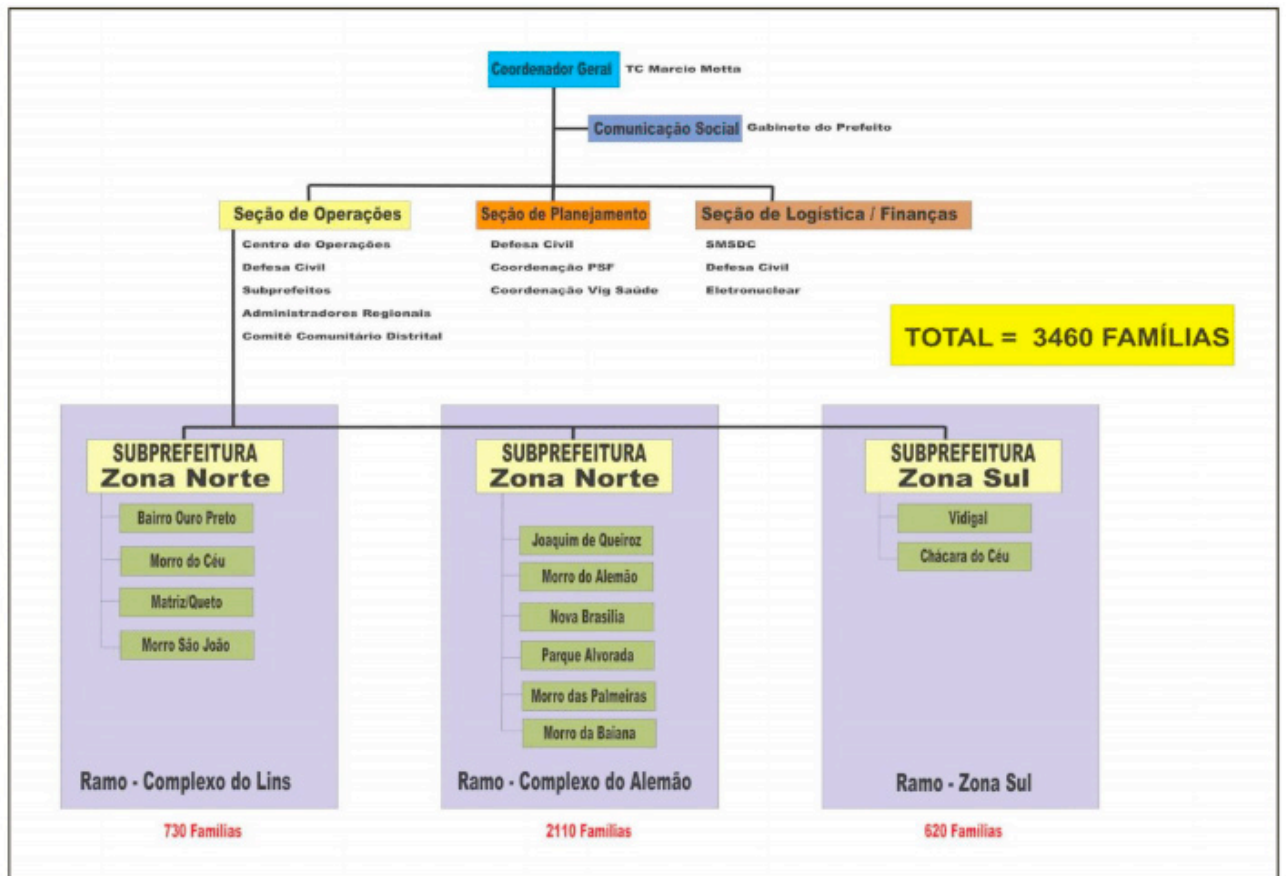 Coordenador Geral TC Marcio Motta
Comunicação Social Gabinete do Prefeito
Seção de Operações
Centro de Operações
Defesa Civil
Subprefeitos
Administradores Regionais
Comitê Comunitário Distrital
Seção de Planejamento
Defesa Civil
Coordenação PSF
Coordenação Vig Saúde
Seção de Logística / Finanças
SMSDC
Defesa Civil
Eletronuclear
TOTAL = 3460 FAMÍLIAS
SUBPREFEITURA
Zona Norte
Bairro Ouro Preto
Morro do Céu
Matriz/Queto
Morro São João
Ramo - Complexo do Lins
730 Famílias
SUBPREFEITURA
Zona Norte
Joaquim de Queiroz
Morro do Alemão
Nova Brasilia
Parque Alvorada
Morro das Palmeiras
Morro da Baiana
Ramo - Complexo do Alemão
2110 Famílias
SUBPREFEITURA
Zona Sul
Vidigal
Chácara do Céu
Ramo - Zona Sul
620 Famílias